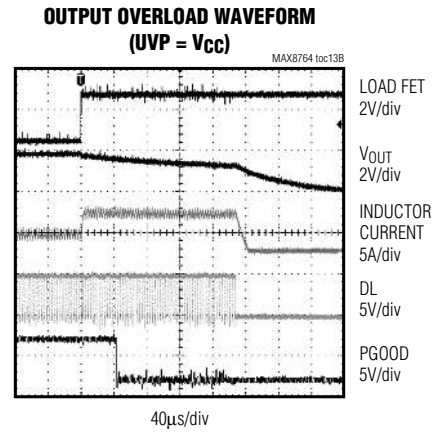 OUTPUT OVERLOAD WAVEFORM
(UVP = VCC)
MAX8764 toc13B
LOAD FET
2V/div
VOUT
2V/div
INDUCTOR
CURRENT
5A/div
DL
5V/div
PGOOD
5V/div
40μs/div